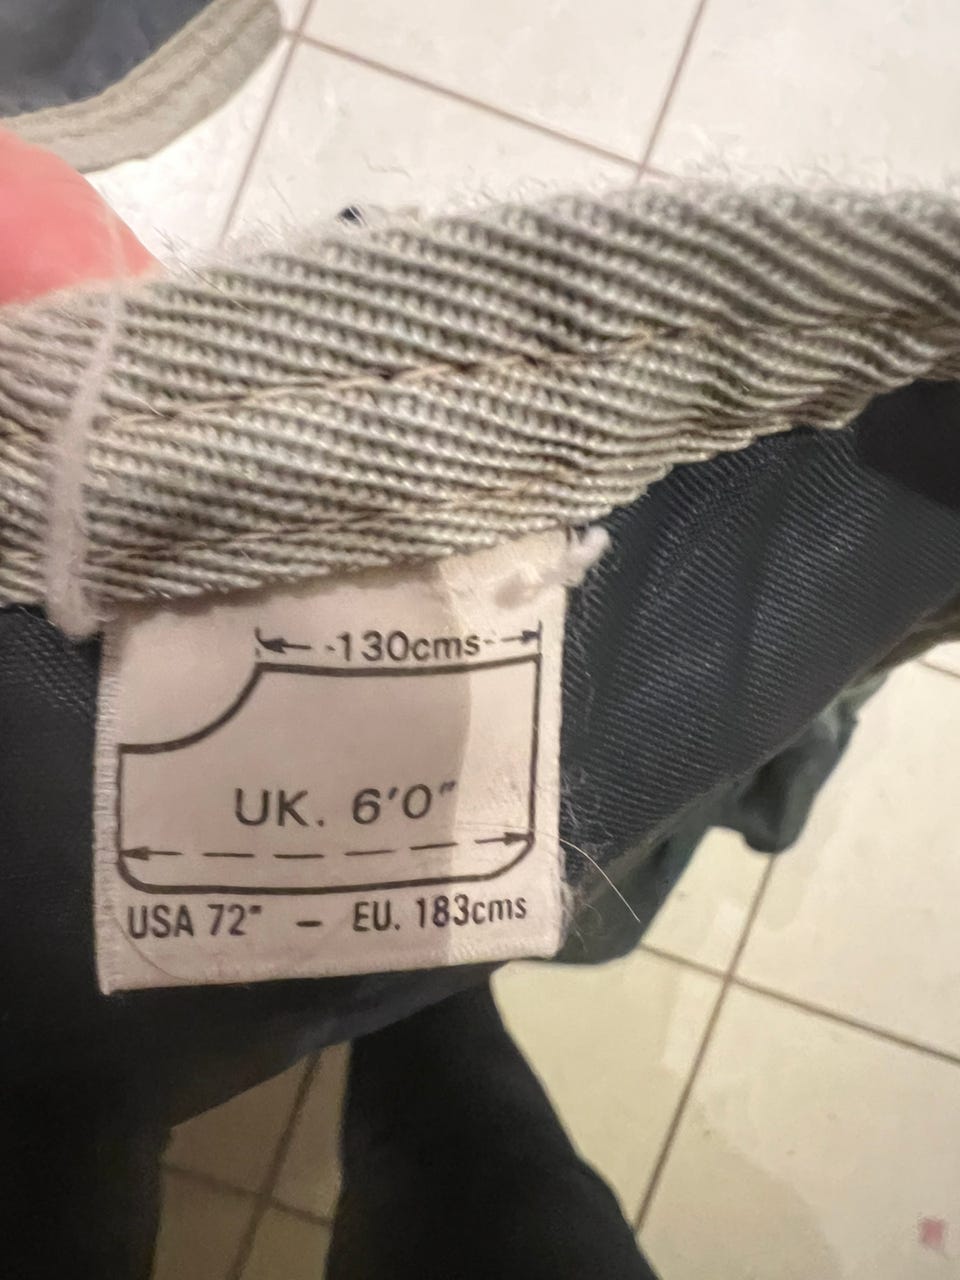 130cms
UK. 6'0"
USA 72" – EU. 183cms